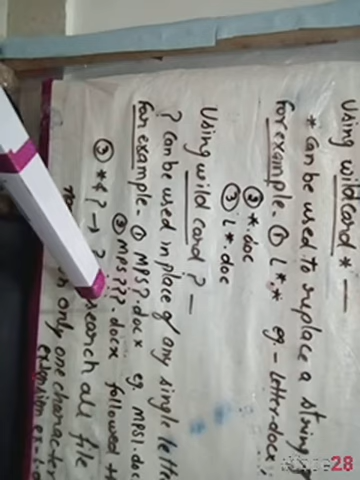 Using wildcard * —
* can be used to replace a string
for example - ① L*.* eg - Letter.docx
② *.doc
③ L*.doc
Using wild card ? —
? can be used in place of any single lette
for example - ① MPS?.docx eg MPS1.doc
② MPS???.docx followed
③ *& ? → ? search all file
only one character
extension ex -
28